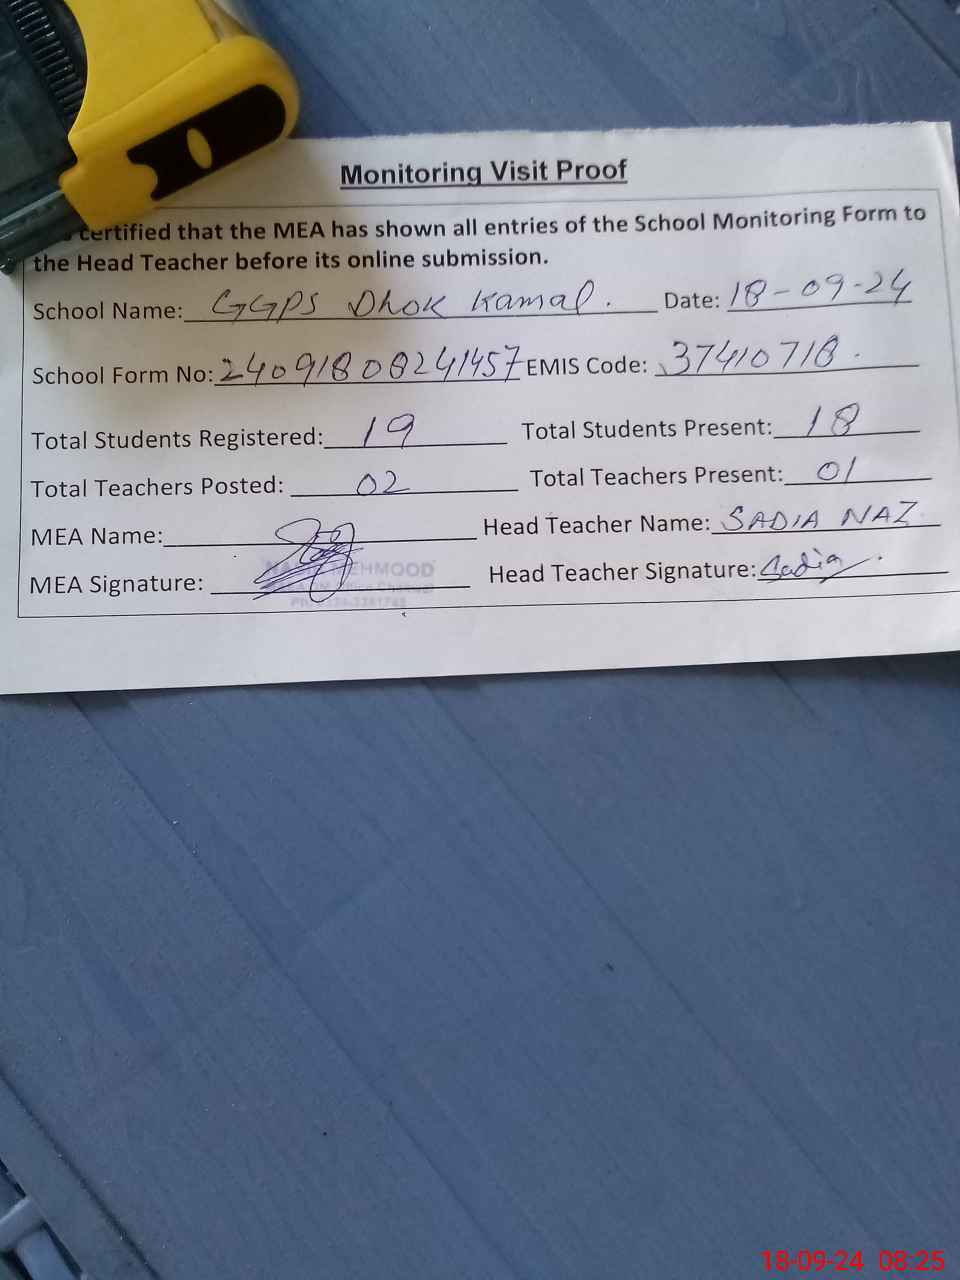 Monitoring Visit Proof
certified that the MEA has shown all entries of the School Monitoring Form to
the Head Teacher before its online submission.
School Name: GGPS Dhok Kamal. Date: 18-09-24
School Form No: 240918080241457 EMIS Code: 37410718.
Total Students Registered: 19 Total Students Present: 18
Total Teachers Posted: 02 Total Teachers Present: 01
MEA Name: Head Teacher Name: SADIA NAZ
MEHMOOD
MEA Signature: Head Teacher Signature: Sadia.
18-09-24 08:25